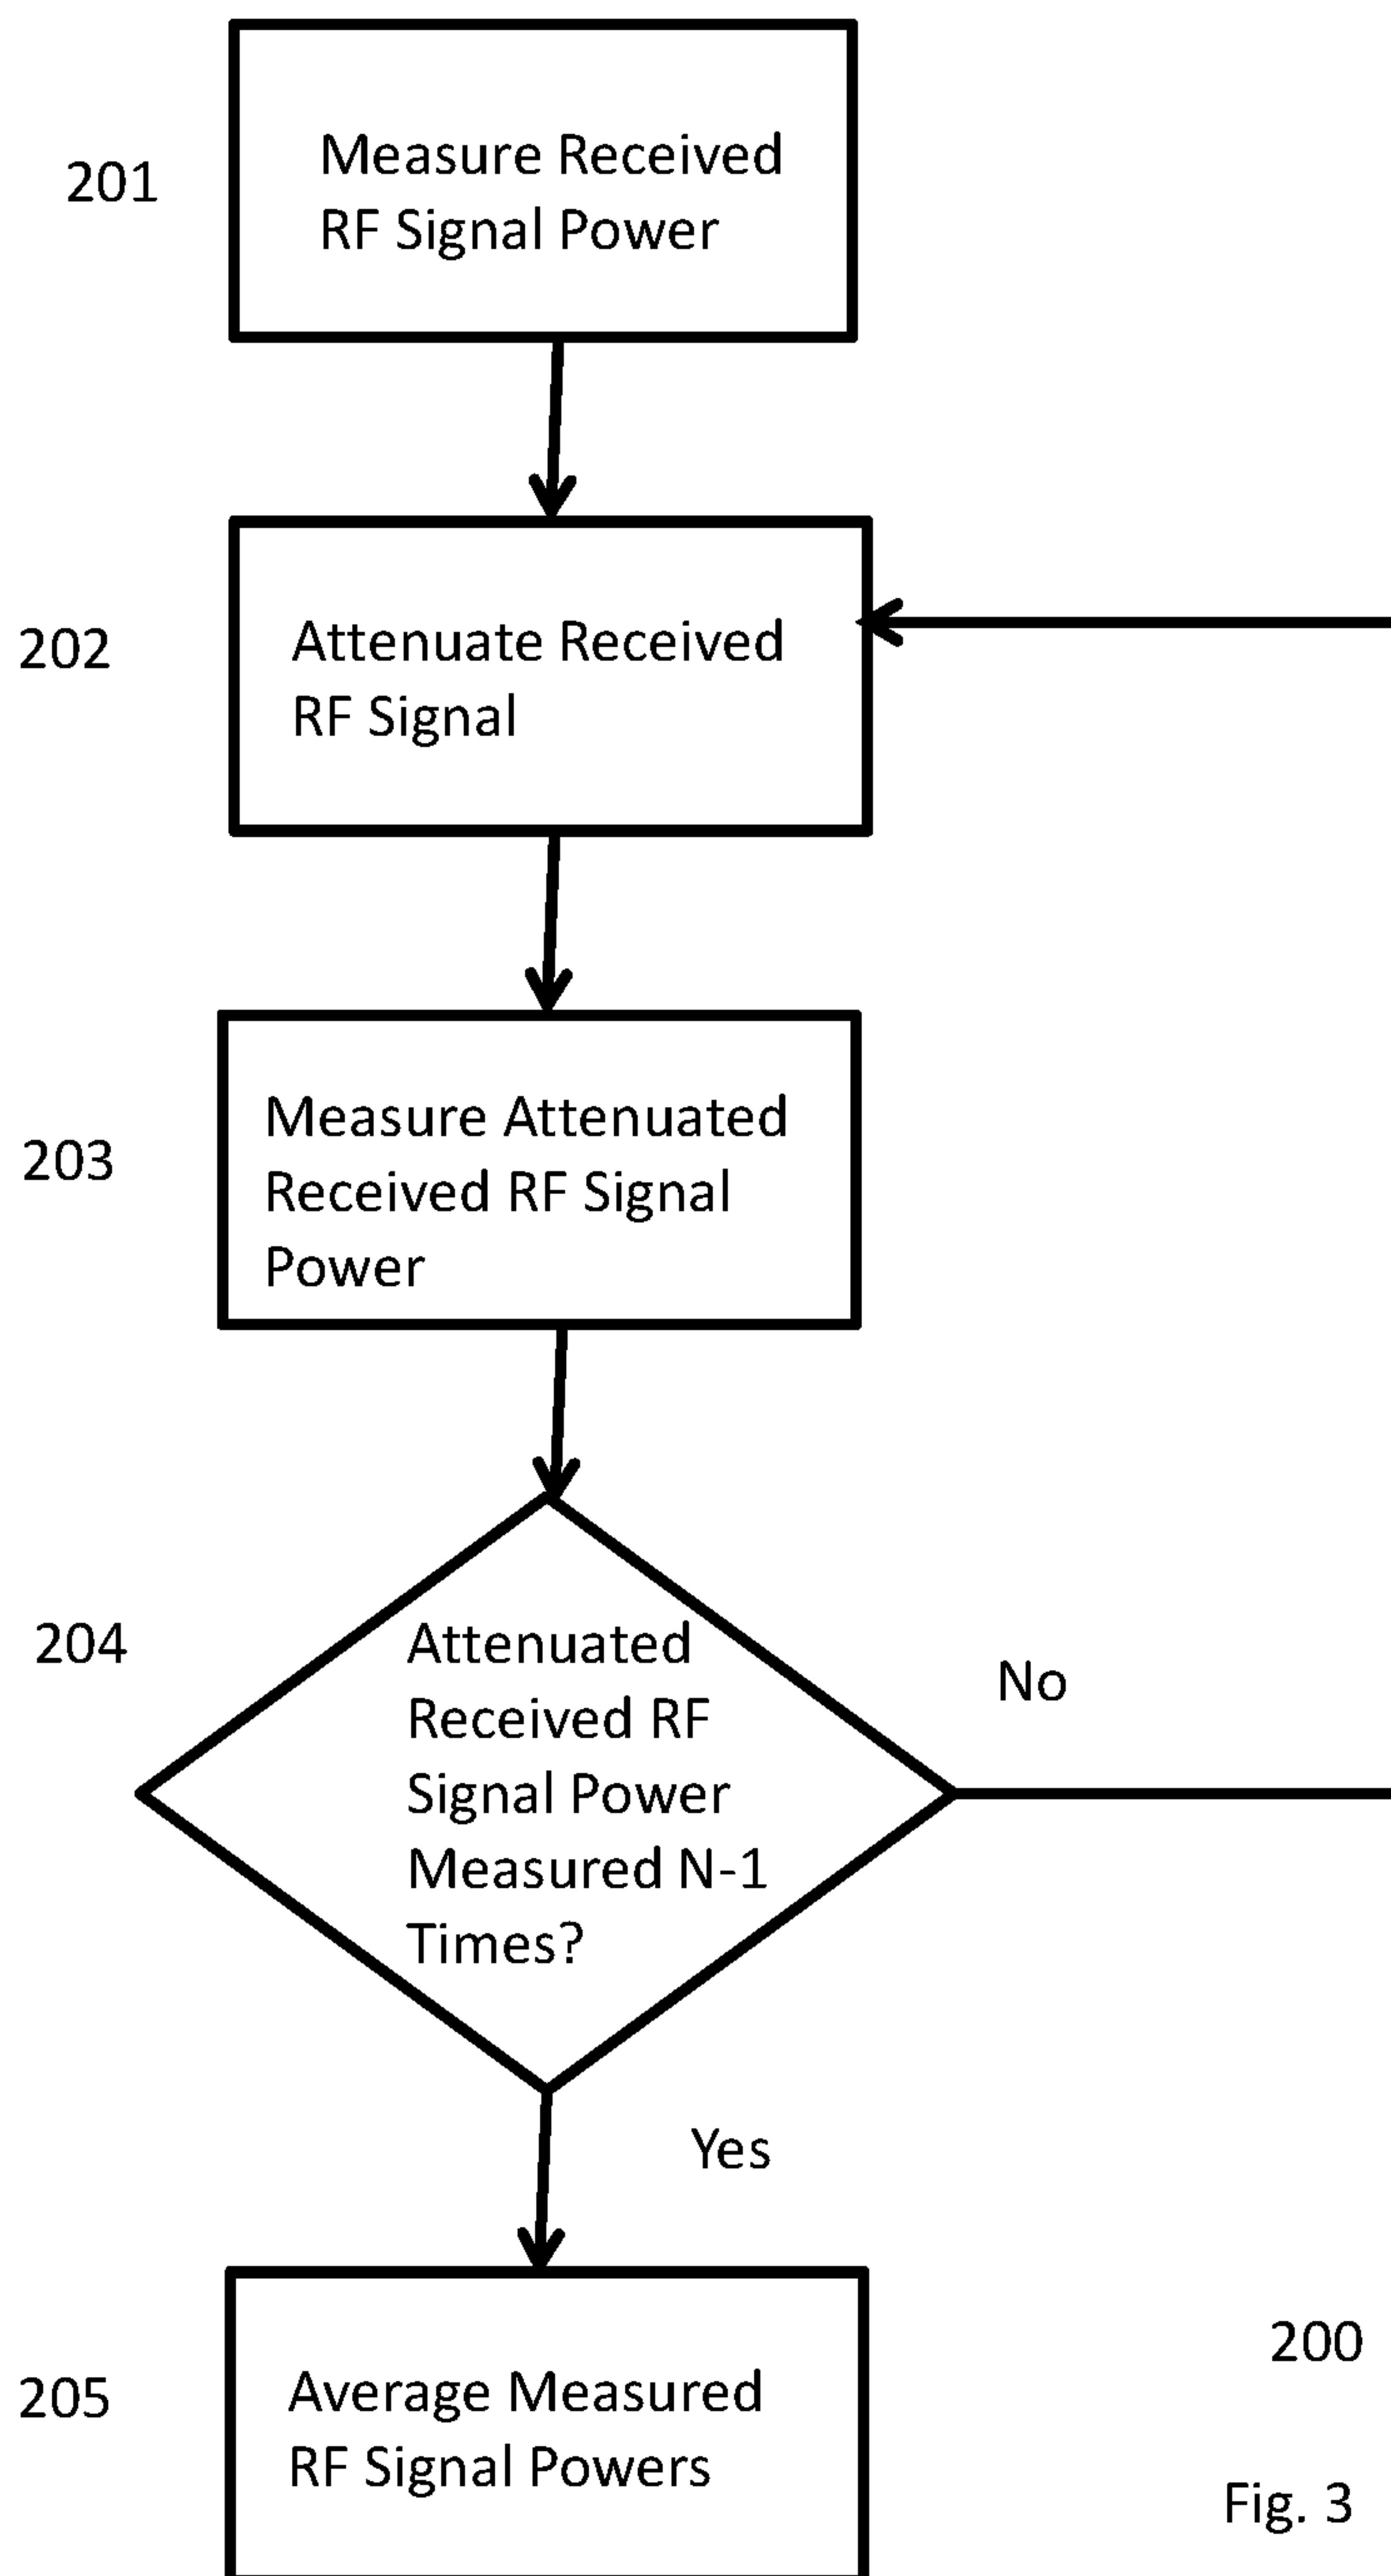 201
Measure Received
RF Signal Power
202
Attenuate Received
RF Signal
203
Measure Attenuated
Received RF Signal
Power
204
Attenuated
Received RF
Signal Power
Measured N-1
Times?
No
Yes
205
Average Measured
RF Signal Powers
200
Fig. 3